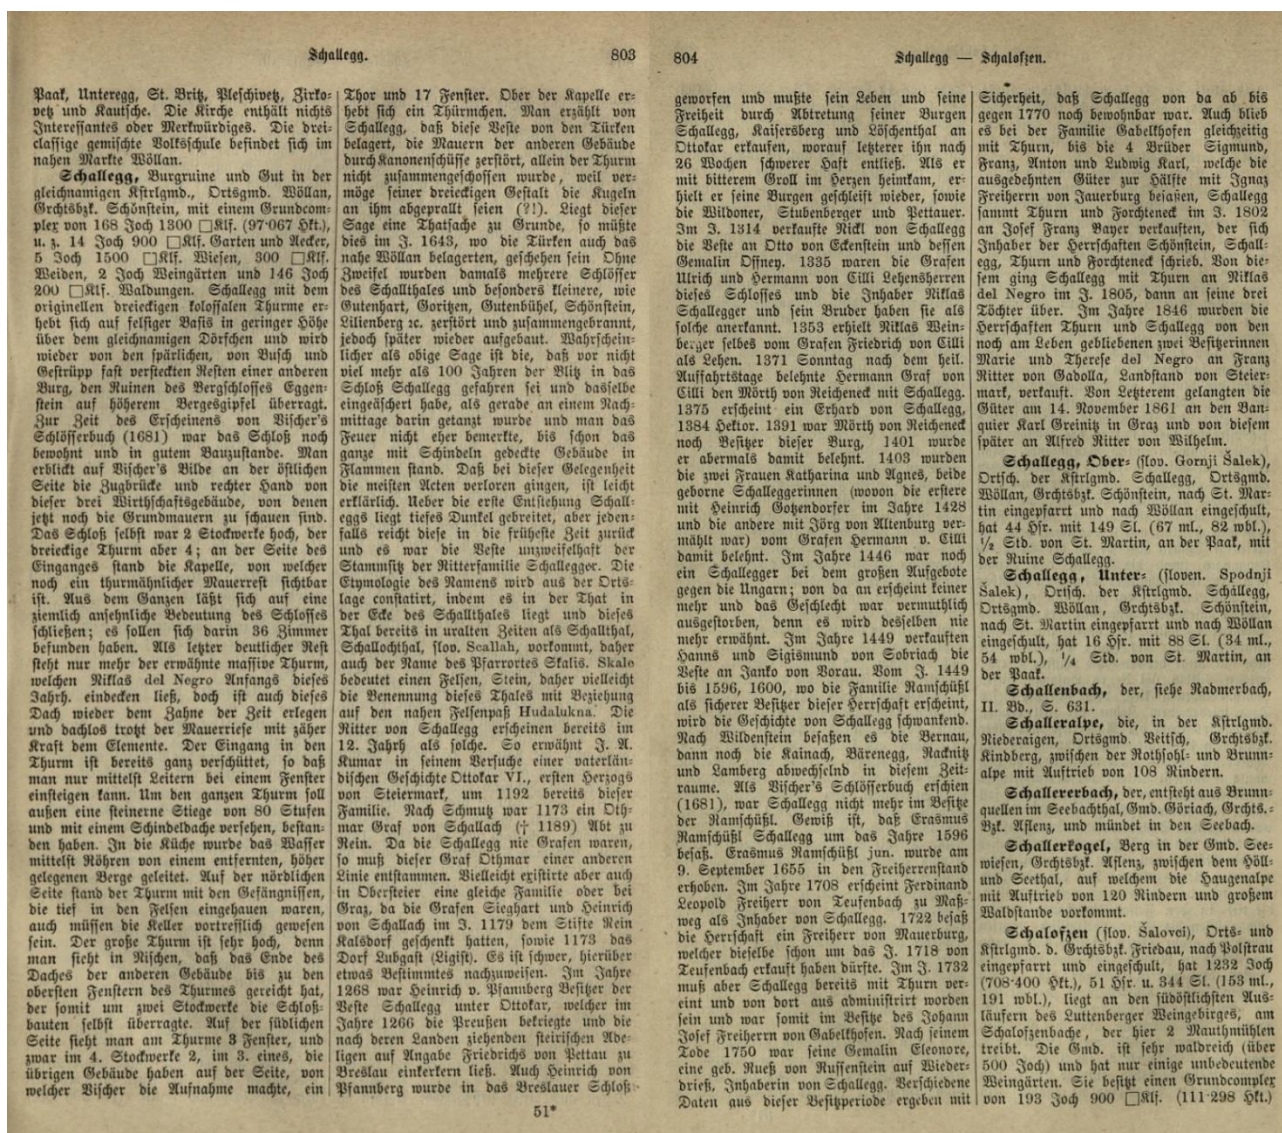 Schallegg.
803
Paak, Unteregg, St. Britz, Pleschivetz, Zirko-
vetz und Kautsche. Die Kirche enthält nichts
Interessantes oder Merkwürdiges. Die drei-
classige gemischte Volksschule befindet sich im
nahen Markte Wöllan.
Schallegg, Burgruine und Gut in der
gleichnamigen Kstrlgmd., Ortsgmd. Wöllan,
Grchtsbzk. Schönstein, mit einem Grundcom-
plex von 168 Joch 1300 □Klf. (97·067 Hkt.),
u. z. 14 Joch 900 □Klf. Garten und Aecker,
5 Joch 1500 □Klf. Wiesen, 300 □Klf.
Weiden, 2 Joch Weingärten und 146 Joch
200 □Klf. Waldungen. Schallegg mit dem
originellen dreieckigen kolossalen Thurme er-
hebt sich auf felsiger Basis in geringer Höhe
über dem gleichnamigen Dörfchen und wird
wieder von den spärlichen, von Busch und
Gestrüpp fast versteckten Resten einer anderen
Burg, den Ruinen des Bergschlosses Eggen-
stein auf höherem Bergesgipfel überragt.
Zur Zeit des Erscheinens von Vischer's
Schlösserbuch (1681) war das Schloß noch
bewohnt und in gutem Bauzustande. Man
erblickt auf Vischer's Bilde an der östlichen
Seite die Zugbrücke und rechter Hand von
dieser drei Wirthschaftsgebäude, von denen
jetzt noch die Grundmauern zu schauen sind.
Das Schloß selbst war 2 Stockwerke hoch, der
dreieckige Thurm aber 4; an der Seite des
Einganges stand die Kapelle, von welcher
noch ein thurmähnlicher Mauerrest sichtbar
ist. Aus dem Ganzen läßt sich auf eine
ziemlich ansehnliche Bedeutung des Schlosses
schließen; es sollen sich darin 36 Zimmer
befunden haben. Als letzter deutlicher Rest
steht nur mehr der erwähnte massive Thurm,
welchen Niklas del Negro Anfangs dieses
Jahrh. eindecken ließ, doch ist auch dieses
Dach wieder dem Zahne der Zeit erlegen
und dachlos trotzt der Mauerriese mit zäher
Kraft dem Elemente. Der Eingang in den
Thurm ist bereits ganz verschüttet, so daß
man nur mittelst Leitern bei einem Fenster
einsteigen kann. Um den ganzen Thurm soll
außen eine steinerne Stiege von 80 Stufen
und mit einem Schindeldache versehen, bestan-
den haben. In die Küche wurde das Wasser
mittelst Röhren von einem entfernten, höher
gelegenen Berge geleitet. Auf der nördlichen
Seite stand der Thurm mit den Gefängnissen,
die tief in den Felsen eingehauen waren,
auch müssen die Keller vortrefflich gewesen
sein. Der große Thurm ist sehr hoch, denn
man sieht in Nischen, daß das Ende des
Daches der anderen Gebäude bis zu den
obersten Fenstern des Thurmes gereicht hat,
der somit um zwei Stockwerke die Schloß-
bauten selbst überragte. Auf der südlichen
Seite sieht man am Thurme 3 Fenster, und
zwar im 4. Stockwerke 2, im 3. eines, die
übrigen Gebäude haben auf der Seite, von
welcher Vischer die Aufnahme machte, ein
Thor und 17 Fenster. Ober der Kapelle er-
hebt sich ein Thürmchen. Man erzählt von
Schallegg, daß diese Veste von den Türken
belagert, die Mauern der anderen Gebäude
durch Kanonenschüsse zerstört, allein der Thurm
nicht zusammengeschossen wurde, weil ver-
möge seiner dreieckigen Gestalt die Kugeln
an ihm abgeprallt seien (?!). Liegt dieser
Sage eine Thatsache zu Grunde, so müßte
dies im J. 1643, wo die Türken auch das
nahe Wöllan belagerten, geschehen sein Ohne
Zweifel wurden damals mehrere Schlösser
des Schallthales und besonders kleinere, wie
Gutenhart, Goritzen, Gutenbühel, Schönstein,
Lilienberg ꝛc. zerstört und zusammengebrannt,
jedoch später wieder aufgebaut. Wahrschein-
licher als obige Sage ist die, daß vor nicht
viel mehr als 100 Jahren der Blitz in das
Schloß Schallegg gefahren sei und dasselbe
eingeäschert habe, als gerade an einem Nach-
mittage darin getanzt wurde und man das
Feuer nicht eher bemerkte, bis schon das
ganze mit Schindeln gedeckte Gebäude in
Flammen stand. Daß bei dieser Gelegenheit
die meisten Acten verloren gingen, ist leicht
erklärlich. Ueber die erste Entstehung Schall-
eggs liegt tiefes Dunkel gebreitet, aber jeden-
falls reicht diese in die früheste Zeit zurück
und es war die Veste unzweifelhaft der
Stammsitz der Ritterfamilie Schallegger. Die
Etymologie des Namens wird aus der Orts-
lage constatirt, indem es in der That in
der Ecke des Schallthales liegt und dieses
Thal bereits in uralten Zeiten als Schallthal,
Schallochthal, slov. Scallah, vorkommt, daher
auch der Name des Pfarrortes Skalis. Skale
bedeutet einen Felsen, Stein, daher vielleicht
die Benennung dieses Thales mit Beziehung
auf den nahen Felsenpaß Hudalukna. Die
Ritter von Schallegg erscheinen bereits im
12. Jahrh als solche. So erwähnt J. A.
Kumar in seinem Versuche einer vaterlän-
dischen Geschichte Ottokar VI., ersten Herzogs
von Steiermark, um 1192 bereits dieser
Familie. Nach Schmutz war 1173 ein Oth-
mar Graf von Schallach († 1189) Abt zu
Rein. Da die Schallegg nie Grafen waren,
so muß dieser Graf Othmar einer anderen
Linie entstammen. Vielleicht existirte aber auch
in Obersteier eine gleiche Familie oder bei
Graz, da die Grafen Sieghart und Heinrich
von Schallach im J. 1179 dem Stifte Rein
Kalsdorf geschenkt hatten, sowie 1173 das
Dorf Lubgast (Ligist). Es ist schwer, hierüber
etwas Bestimmtes nachzuweisen. Im Jahre
1268 war Heinrich v. Pfannberg Besitzer der
Veste Schallegg unter Ottokar, welcher im
Jahre 1266 die Preußen bekriegte und die
nach deren Landen ziehenden steirischen Ade-
ligen auf Angabe Friedrichs von Pettau zu
Breslau einkerkern ließ. Auch Heinrich von
Pfannberg wurde in das Breslauer Schloß
51*
804
Schallegg — Schalofzen.
geworfen und mußte sein Leben und seine
Freiheit durch Abtretung seiner Burgen
Schallegg, Kaisersberg und Löschenthal an
Ottokar erkaufen, worauf letzterer ihn nach
26 Wochen schwerer Haft entließ. Als er
mit bitterem Groll im Herzen heimkam, er-
hielt er seine Burgen geschleift wieder, sowie
die Wildoner, Stubenberger und Pettauer.
Im J. 1314 verkaufte Nickl von Schallegg
die Veste an Otto von Eckenstein und dessen
Gemalin Offney. 1335 waren die Grafen
Ulrich und Hermann von Cilli Lehensherren
dieses Schlosses und die Inhaber Niklas
Schallegger und sein Bruder haben sie als
solche anerkannt. 1353 erhielt Niklas Wein-
berger selbes vom Grafen Friedrich von Cilli
als Lehen. 1371 Sonntag nach dem heil.
Auffahrtstage belehnte Hermann Graf von
Cilli den Mörth von Reicheneck mit Schallegg.
1375 erscheint ein Erhard von Schallegg,
1384 Hektor. 1391 war Mörth von Reicheneck
noch Besitzer dieser Burg, 1401 wurde
er abermals damit belehnt. 1403 wurden
die zwei Frauen Katharina und Agnes, beide
geborne Schalleggerinnen (wovon die erstere
mit Heinrich Gotzendorfer im Jahre 1428
und die andere mit Jörg von Altenburg ver-
mählt war) vom Grafen Hermann v. Cilli
damit belehnt. Im Jahre 1446 war noch
ein Schallegger bei dem großen Aufgebote
gegen die Ungarn; von da an erscheint keiner
mehr und das Geschlecht war vermuthlich
ausgestorben, denn es wird desselben nie
mehr erwähnt. Im Jahre 1449 verkauften
Hanns und Sigismund von Sobriach die
Veste an Janko von Vorau. Vom J. 1449
bis 1596, 1600, wo die Familie Ramschüßl
als sicherer Besitzer dieser Herrschaft erscheint,
wird die Geschichte von Schallegg schwankend.
Nach Wildenstein besaßen es die Bernau,
dann noch die Kainach, Bärenegg, Racknitz
und Lamberg abwechselnd in diesem Zeit-
raume. Als Vischer's Schlösserbuch erschien
(1681), war Schallegg nicht mehr im Besitze
der Ramschüßl. Gewiß ist, daß Erasmus
Ramschüßl Schallegg um das Jahre 1596
besaß. Erasmus Ramschüßl jun. wurde am
9. September 1655 in den Freiherrenstand
erhoben. Im Jahre 1708 erscheint Ferdinand
Leopold Freiherr von Teufenbach zu Maß-
weg als Inhaber von Schallegg. 1722 besaß
die Herrschaft ein Freiherr von Mauerburg,
welcher dieselbe schon um das J. 1718 von
Teufenbach erkauft haben dürfte. Im J. 1732
muß aber Schallegg bereits mit Thurn ver-
eint und von dort aus administrirt worden
sein und war somit im Besitze des Johann
Josef Freiherrn von Gabelkhofen. Nach seinem
Tode 1750 war seine Gemalin Eleonore,
eine geb. Rueß von Russenstein auf Wieder-
drieß, Inhaberin von Schallegg. Verschiedene
Daten aus dieser Besitzperiode ergeben mit
Sicherheit, daß Schallegg von da ab bis
gegen 1770 noch bewohnbar war. Auch blieb
es bei der Familie Gabelkhofen gleichzeitig
mit Thurn, bis die 4 Brüder Sigmund,
Franz, Anton und Ludwig Karl, welche die
ausgedehnten Güter zur Hälfte mit Ignaz
Freiherrn von Jauerburg besaßen, Schallegg
sammt Thurn und Forchteneck im J. 1802
an Josef Franz Bayer verkauften, der sich
Inhaber der Herrschaften Schönstein, Schall-
egg, Thurn und Forchteneck schrieb. Von die-
sem ging Schallegg mit Thurn an Niklas
del Negro im J. 1805, dann an seine drei
Töchter über. Im Jahre 1846 wurden die
Herrschaften Thurn und Schallegg von den
noch am Leben gebliebenen zwei Besitzerinnen
Marie und Therese del Negro an Franz
Ritter von Gadolla, Landstand von Steier-
mark, verkauft. Von Letzterem gelangten die
Güter am 14. November 1861 an den Ban-
quier Karl Greinitz in Graz und von diesem
später an Alfred Ritter von Wilhelm.
Schallegg, Ober- (slov. Gornji Šalek),
Ortsch. der Kstrlgmd. Schallegg, Ortsgmd.
Wöllan, Grchtsbzk. Schönstein, nach St. Mar-
tin eingepfarrt und nach Wöllan eingeschult,
hat 44 Hsr. mit 149 Sl. (67 ml., 82 wbl.),
½ Std. von St. Martin, an der Paak, mit
der Ruine Schallegg.
Schallegg, Unter- (sloven. Spodnji
Šalek), Ortsch. der Kstrlgmd. Schallegg,
Ortsgmd. Wöllan, Grchtsbzk. Schönstein,
nach St. Martin eingepfarrt und nach Wöllan
eingeschult, hat 16 Hsr. mit 88 Sl. (34 ml.,
54 wbl.), ¼ Std. von St. Martin, an
der Paak.
Schallenbach, der, siehe Radmerbach,
II. Bd., S. 631.
Schalleralpe, die, in der Kstrlgmd.
Niederaigen, Ortsgmd. Veitsch, Grchtsbzk.
Kindberg, zwischen der Rothsohl- und Brunn-
alpe mit Auftrieb von 108 Rindern.
Schallererbach, der, entsteht aus Brunn-
quellen im Seebachthal, Gmd. Göriach, Grchts.-
Bzk. Aflenz, und mündet in den Seebach.
Schallerkogel, Berg in der Gmd. See-
wiesen, Grchtsbzk. Aflenz, zwischen dem Höll-
und Seethal, auf welchem die Haugenalpe
mit Auftrieb von 120 Rindern und großem
Waldstande vorkommt.
Schalofzen (slov. Šalovci), Orts- und
Kstrlgmd. d. Grchtsbzk. Friedau, nach Polstrau
eingepfarrt und eingeschult, hat 1232 Joch
(708·400 Hkt.), 51 Hsr. u. 344 Sl. (153 ml.,
191 wbl.), liegt an den südöstlichsten Aus-
läufern des Luttenberger Weingebirges, am
Schalofzenbache, der hier 2 Mauthmühlen
treibt. Die Gmd. ist sehr waldreich (über
500 Joch) und hat nur einige unbedeutende
Weingärten. Sie besitzt einen Grundcomplex
von 193 Joch 900 □Klf. (111·298 Hkt.)